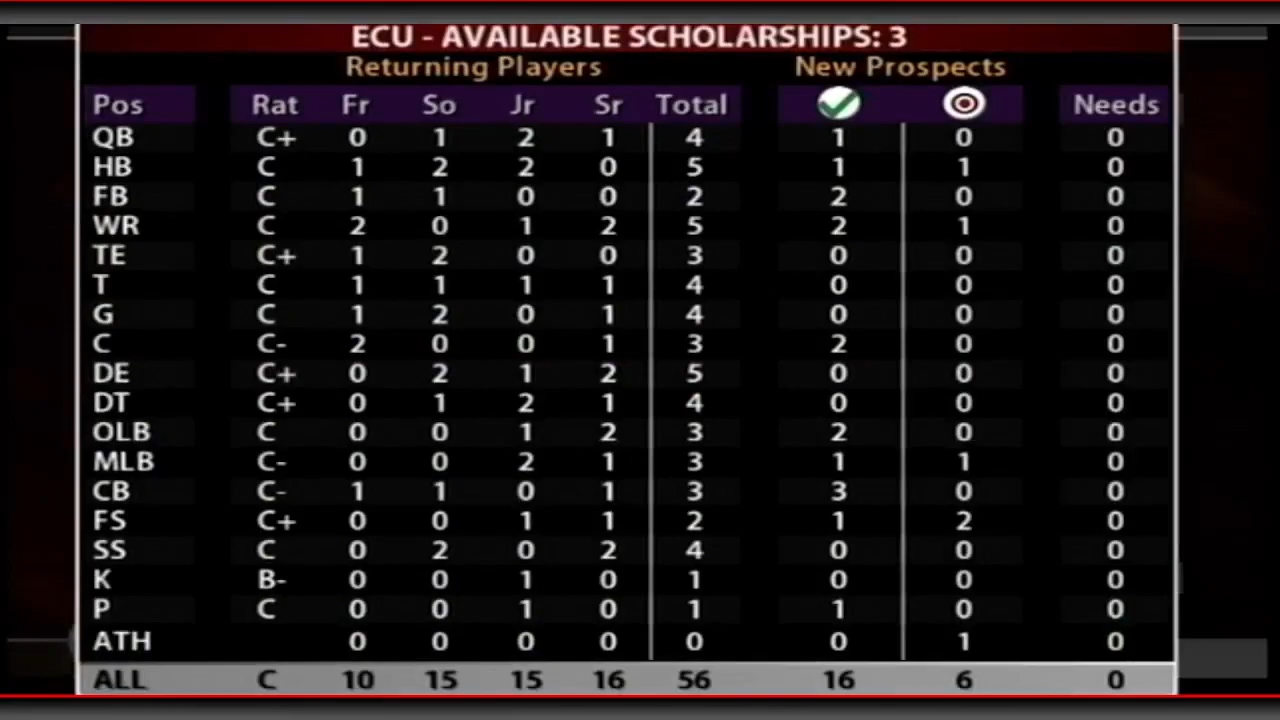 ECU - AVAILABLE SCHOLARSHIPS: 3
Returning Players New Prospects
Pos Rat Fr So Jr Sr Total Needs
QB C+ 0 1 2 1 4 1 0 0
HB C 1 2 2 0 5 1 1 0
FB C 1 1 0 0 2 2 0 0
WR C 2 0 1 2 5 2 1 0
TE C+ 1 2 0 0 3 0 0 0
T C 1 1 1 1 4 0 0 0
G C 1 2 0 1 4 0 0 0
C C- 2 0 0 1 3 2 0 0
DE C+ 0 2 1 2 5 0 0 0
DT C+ 0 1 2 1 4 0 0 0
OLB C 0 0 1 2 3 2 0 0
MLB C- 0 0 2 1 3 1 1 0
CB C- 1 1 0 1 3 3 0 0
FS C+ 0 0 1 1 2 1 2 0
SS C 0 2 0 2 4 0 0 0
K B- 0 0 1 0 1 0 0 0
P C 0 0 1 0 1 1 0 0
ATH 0 0 0 0 0 0 1 0
ALL C 10 15 15 16 56 16 6 0